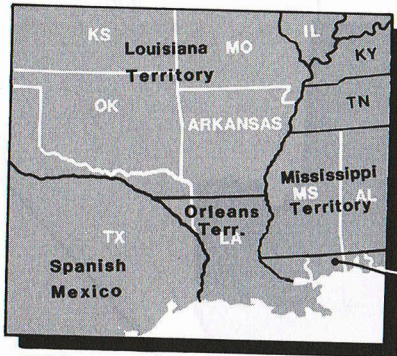 KS
Louisiana
Territory
MO
IL
KY
OK
ARKANSAS
TN
Mississippi
MS
AL
Territory
Orleans
Terr.
LA
TX
Spanish
Mexico